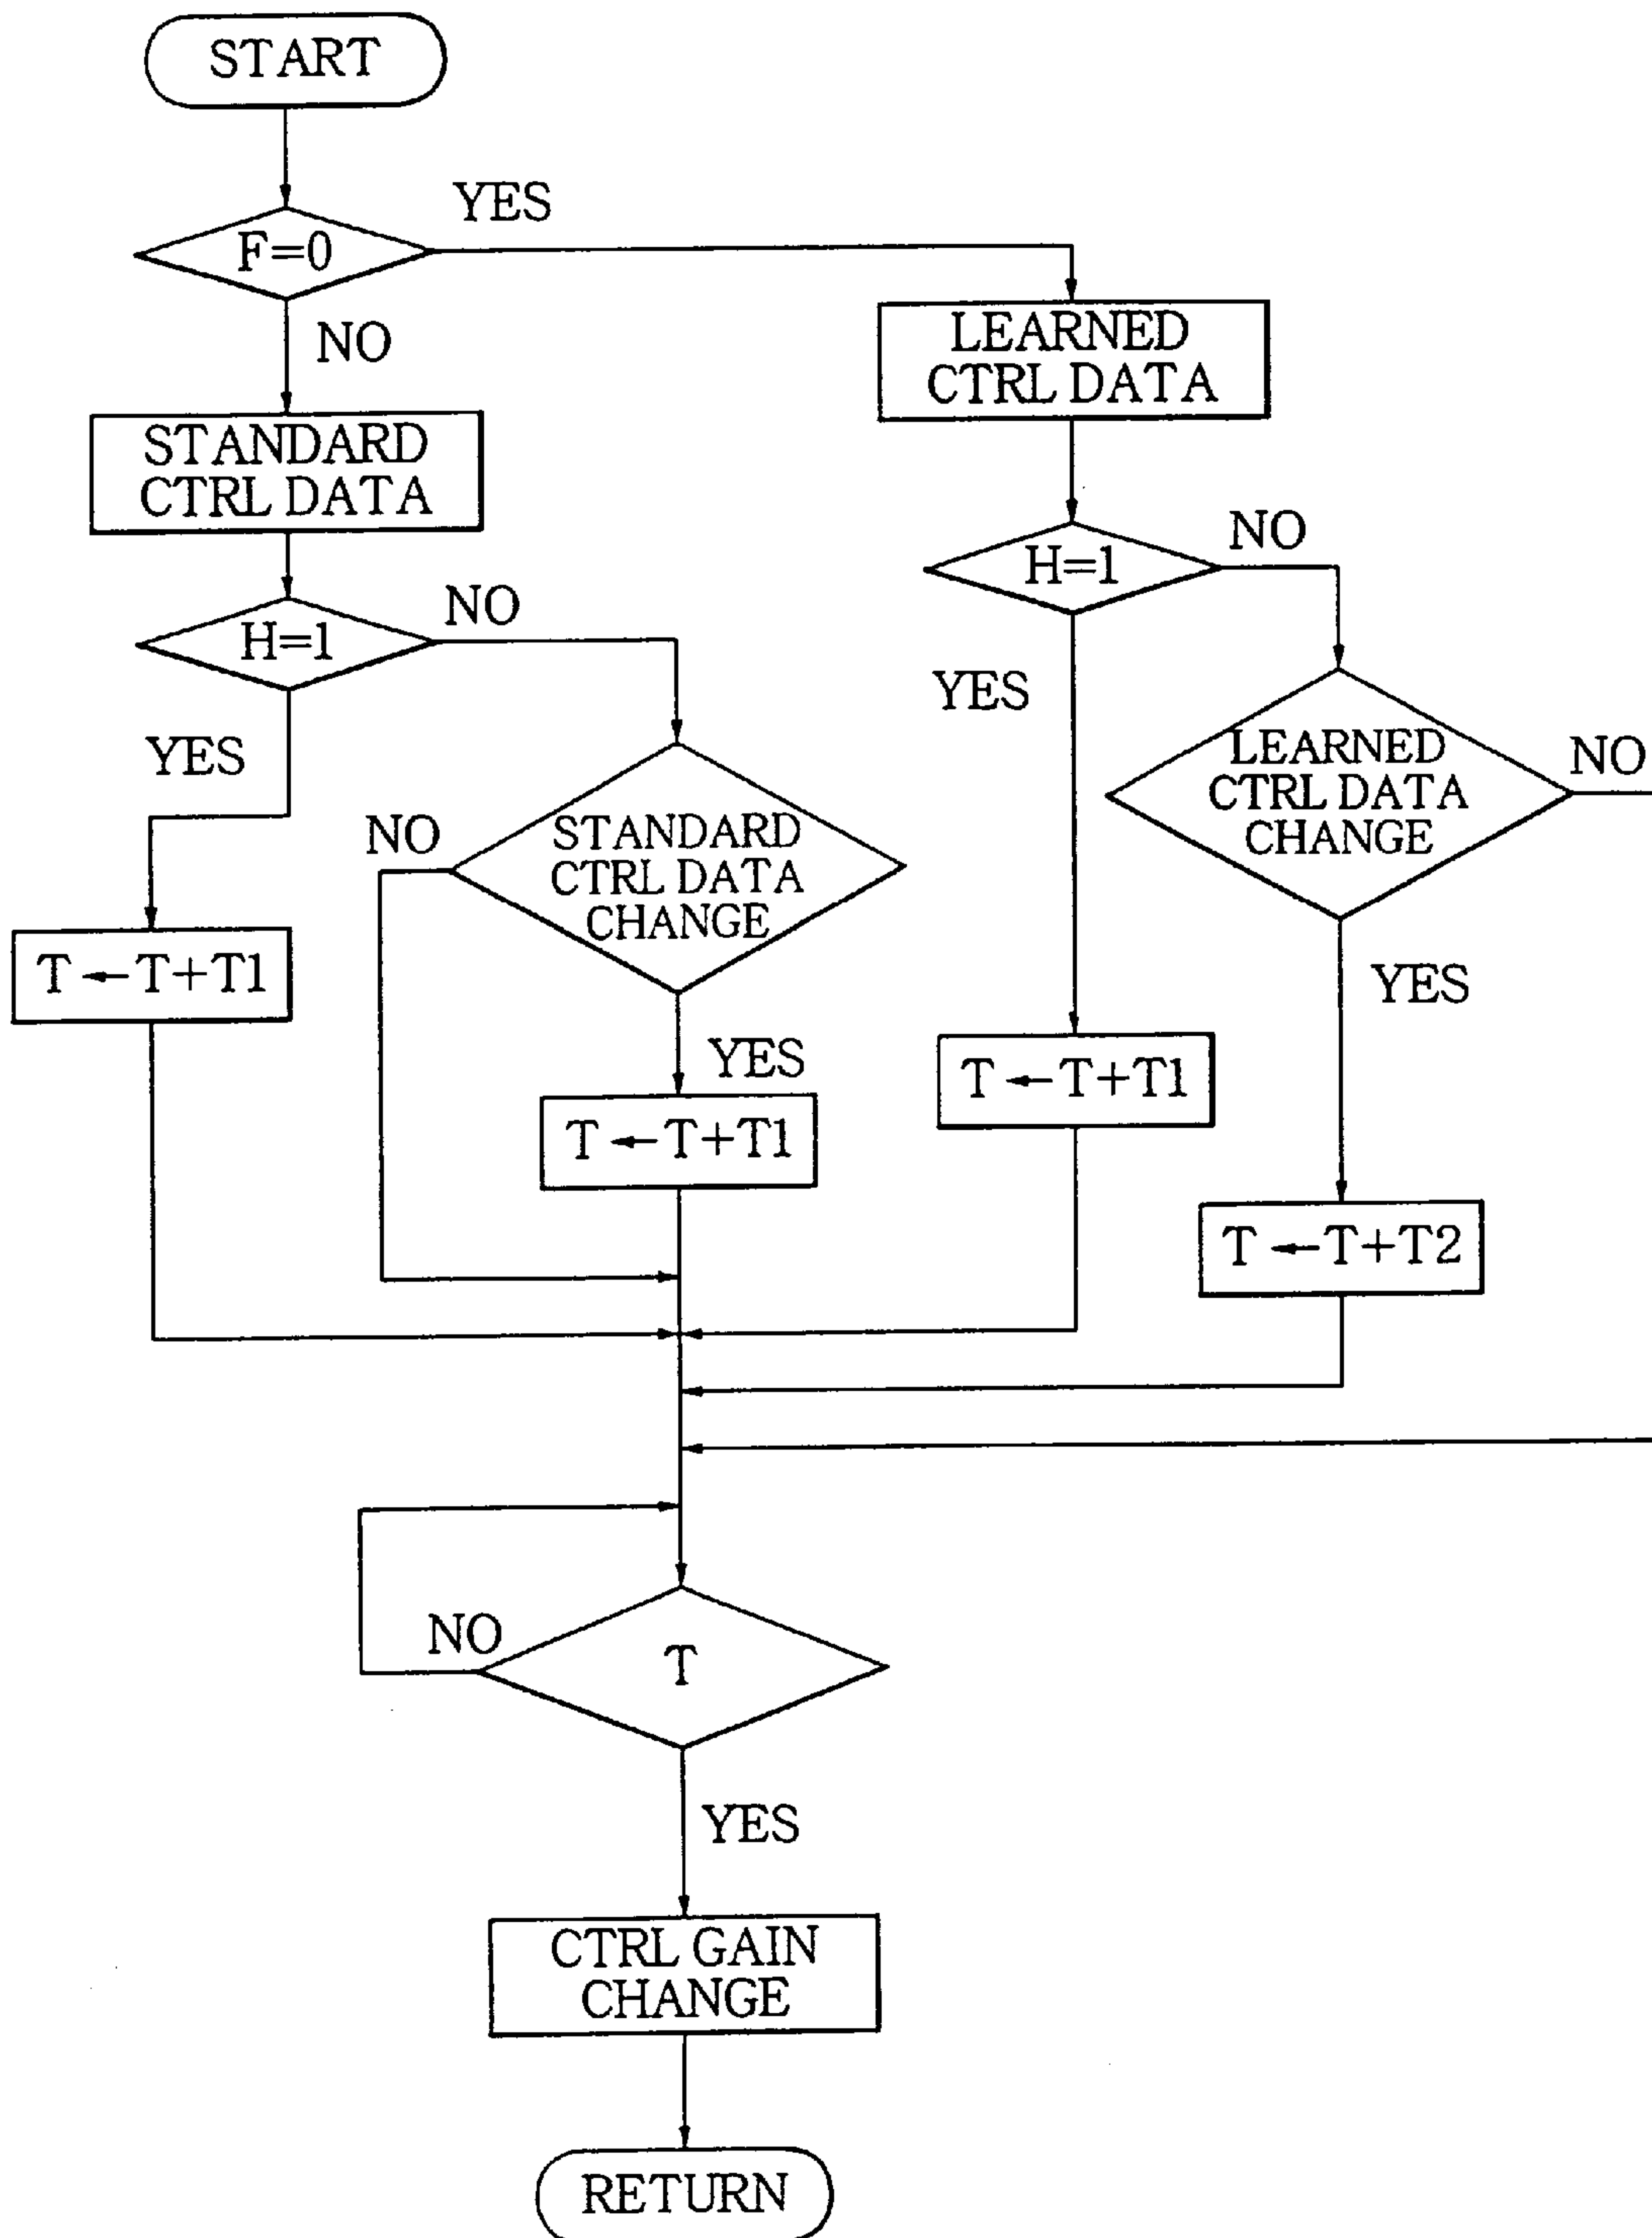 START
YES
F=0
NO
LEARNED
CTRL DATA
STANDARD
CTRL DATA
NO
H=1
NO
H=1
YES
YES
LEARNED
CTRL DATA
CHANGE
NO
NO
STANDARD
CTRL DATA
CHANGE
T←T+T1
YES
YES
T←T+T1
T←T+T1
T←T+T2
NO
T
YES
CTRL GAIN
CHANGE
RETURN